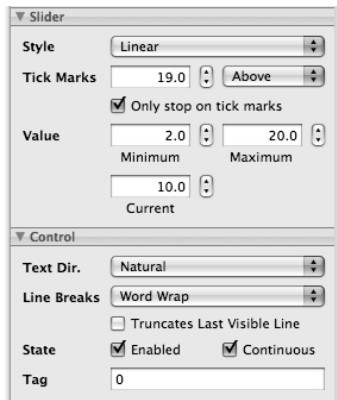 Slider
Style Linear
Tick Marks 19.0 Above
Only stop on tick marks
Value 2.0 20.0
Minimum Maximum
10.0
Current
Control
Text Dir. Natural
Line Breaks Word Wrap
Truncates Last Visible Line
State Enabled Continuous
Tag 0